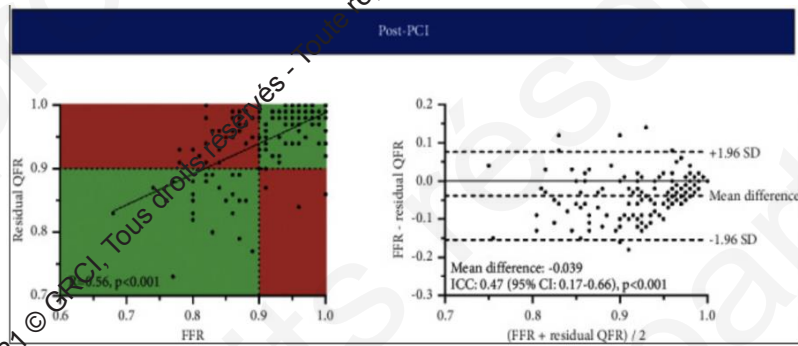 Post-PCI
1.0
0.9
0.8
0.7
Residual QFR
0.56, p<0.001
0.6 0.7 0.8 0.9 1.0
FFR
0.2
0.1
0.0
-0.1
-0.2
-0.3
FFR - residual QFR
+1.96 SD
Mean difference
-1.96 SD
Mean difference: -0.039
ICC: 0.47 (95% CI: 0.17-0.66), p<0.001
0.7 0.8 0.9 1.0
(FFR + residual QFR) / 2
© GRCI, Tous droits réservés - Toute